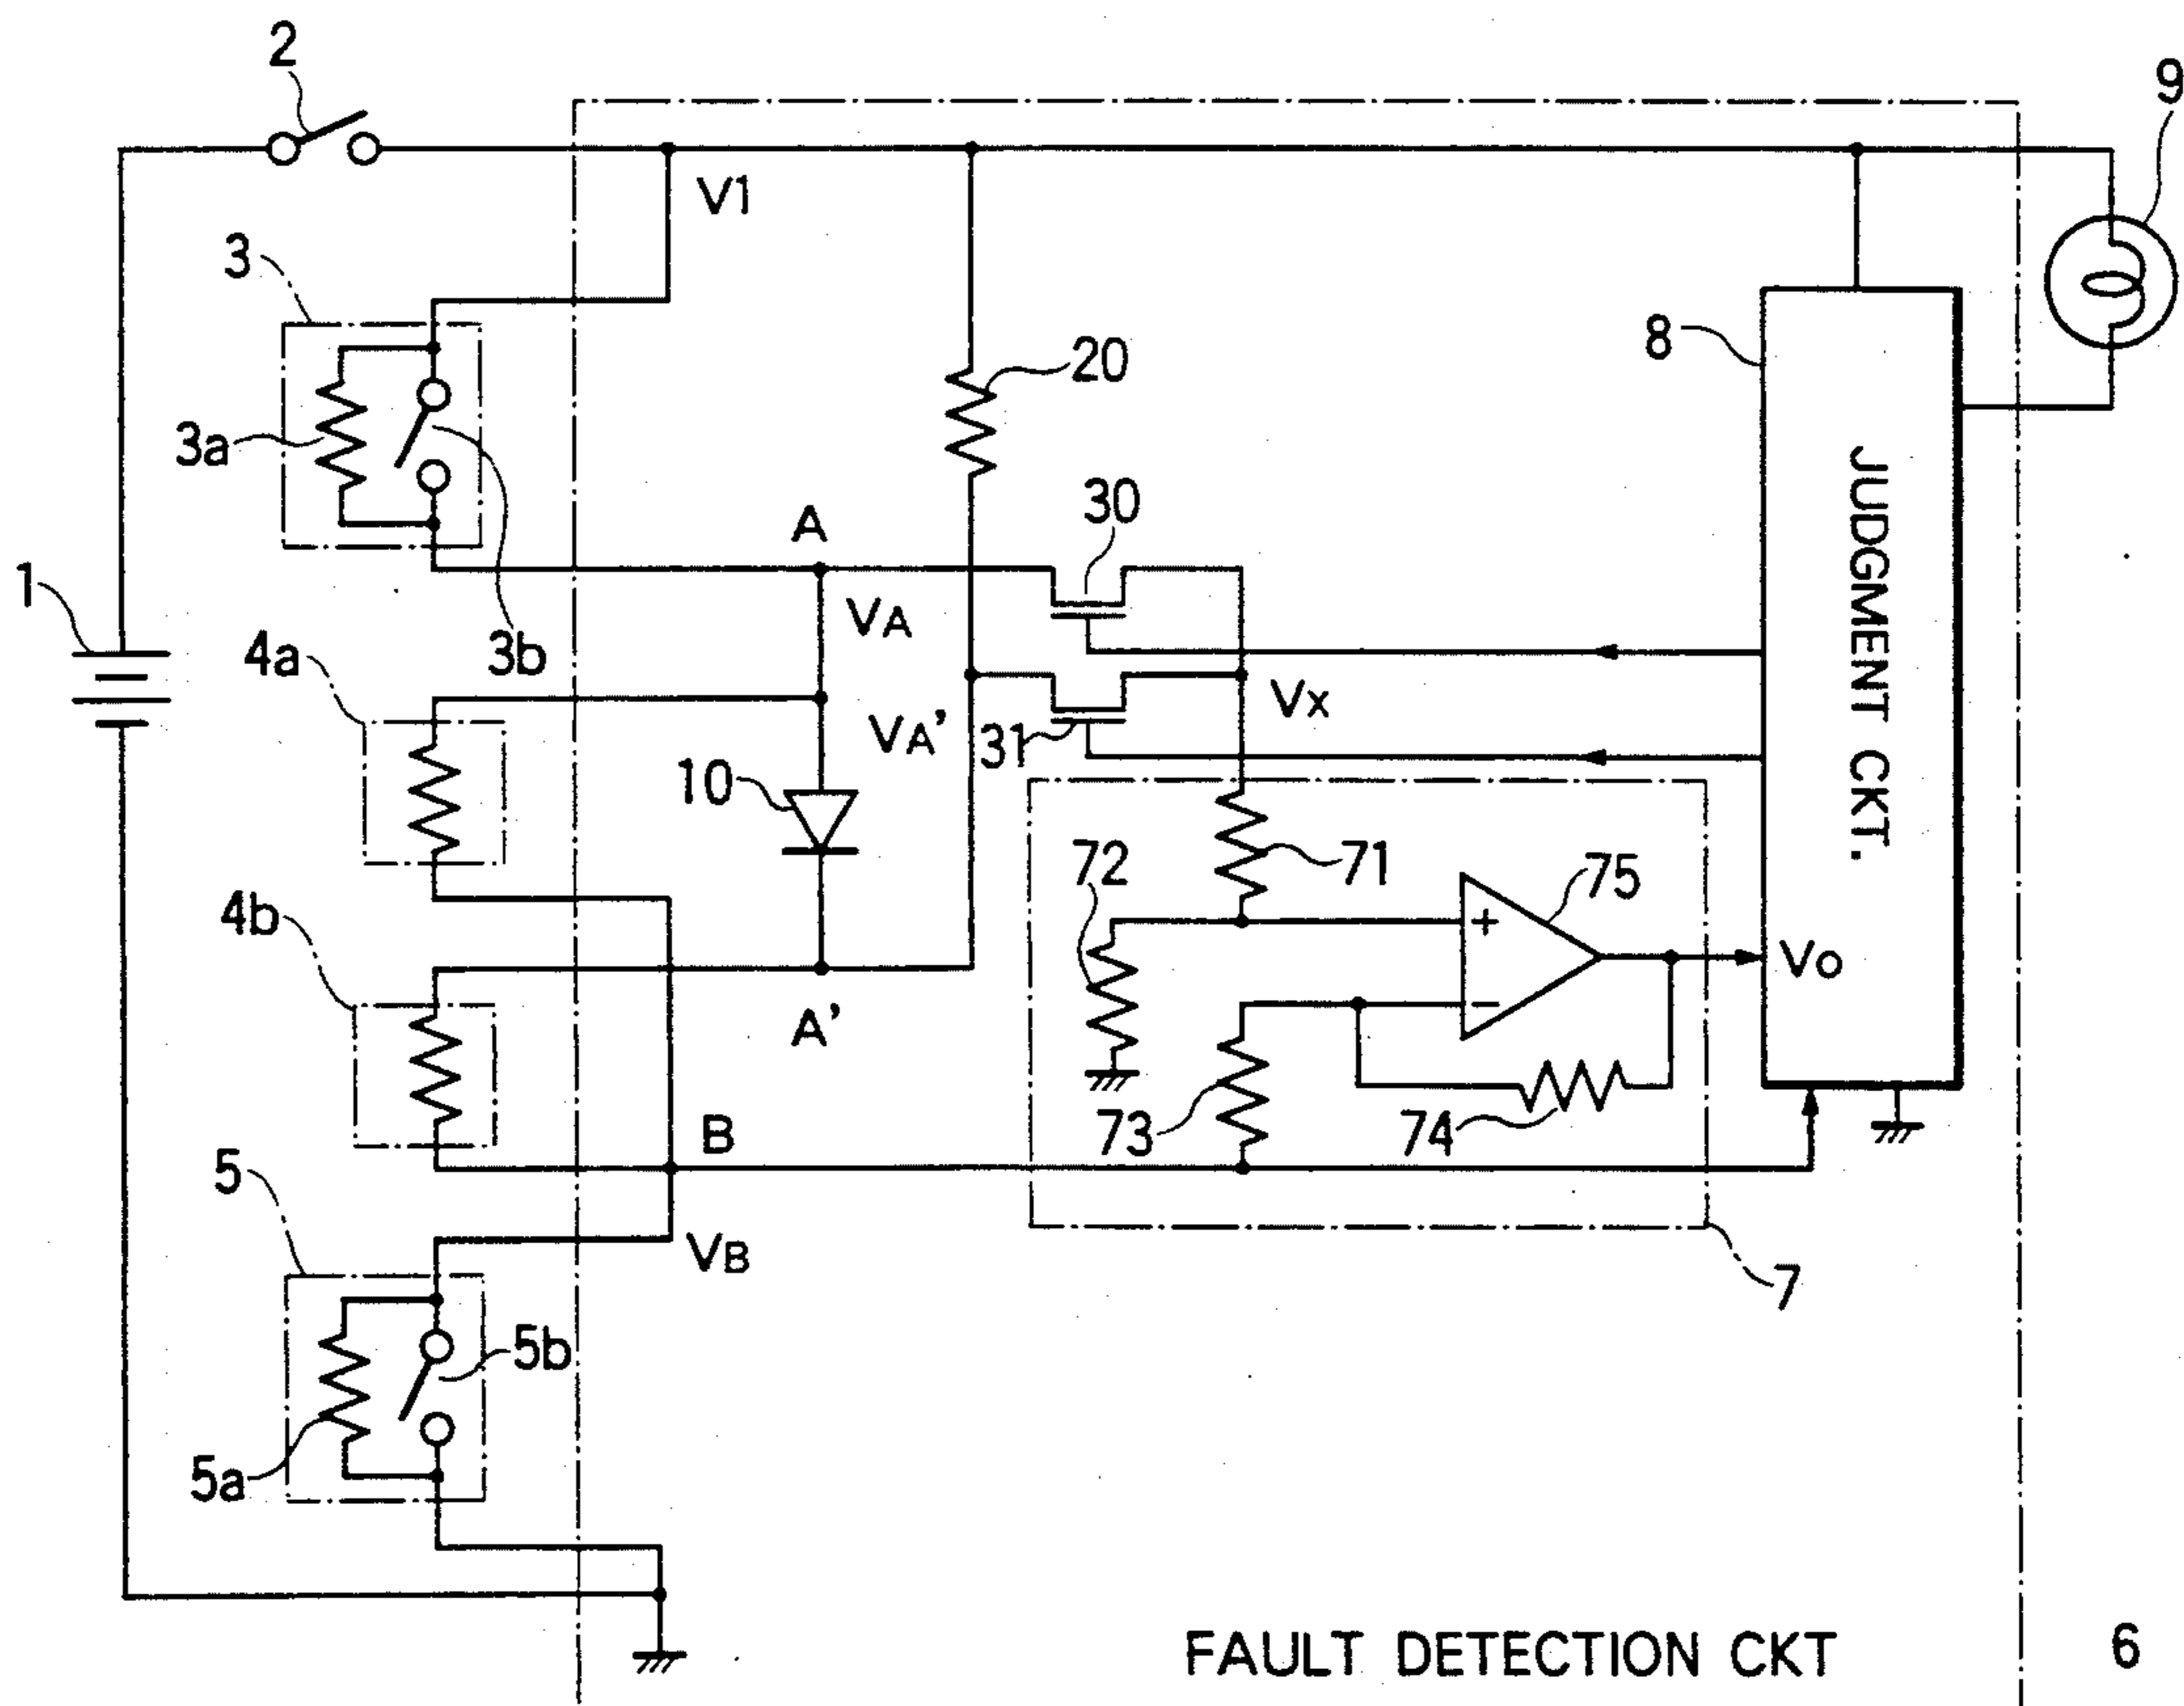 2
9
V1
3
20
8
3a
30
A
JUDGMENT CKT.
1
VA
3b
4a
Vx
VA'
31
10
72
71
75
4b
Vo
A'
73
74
B
5
VB
7
5b
5a
FAULT DETECTION CKT
6
+
−